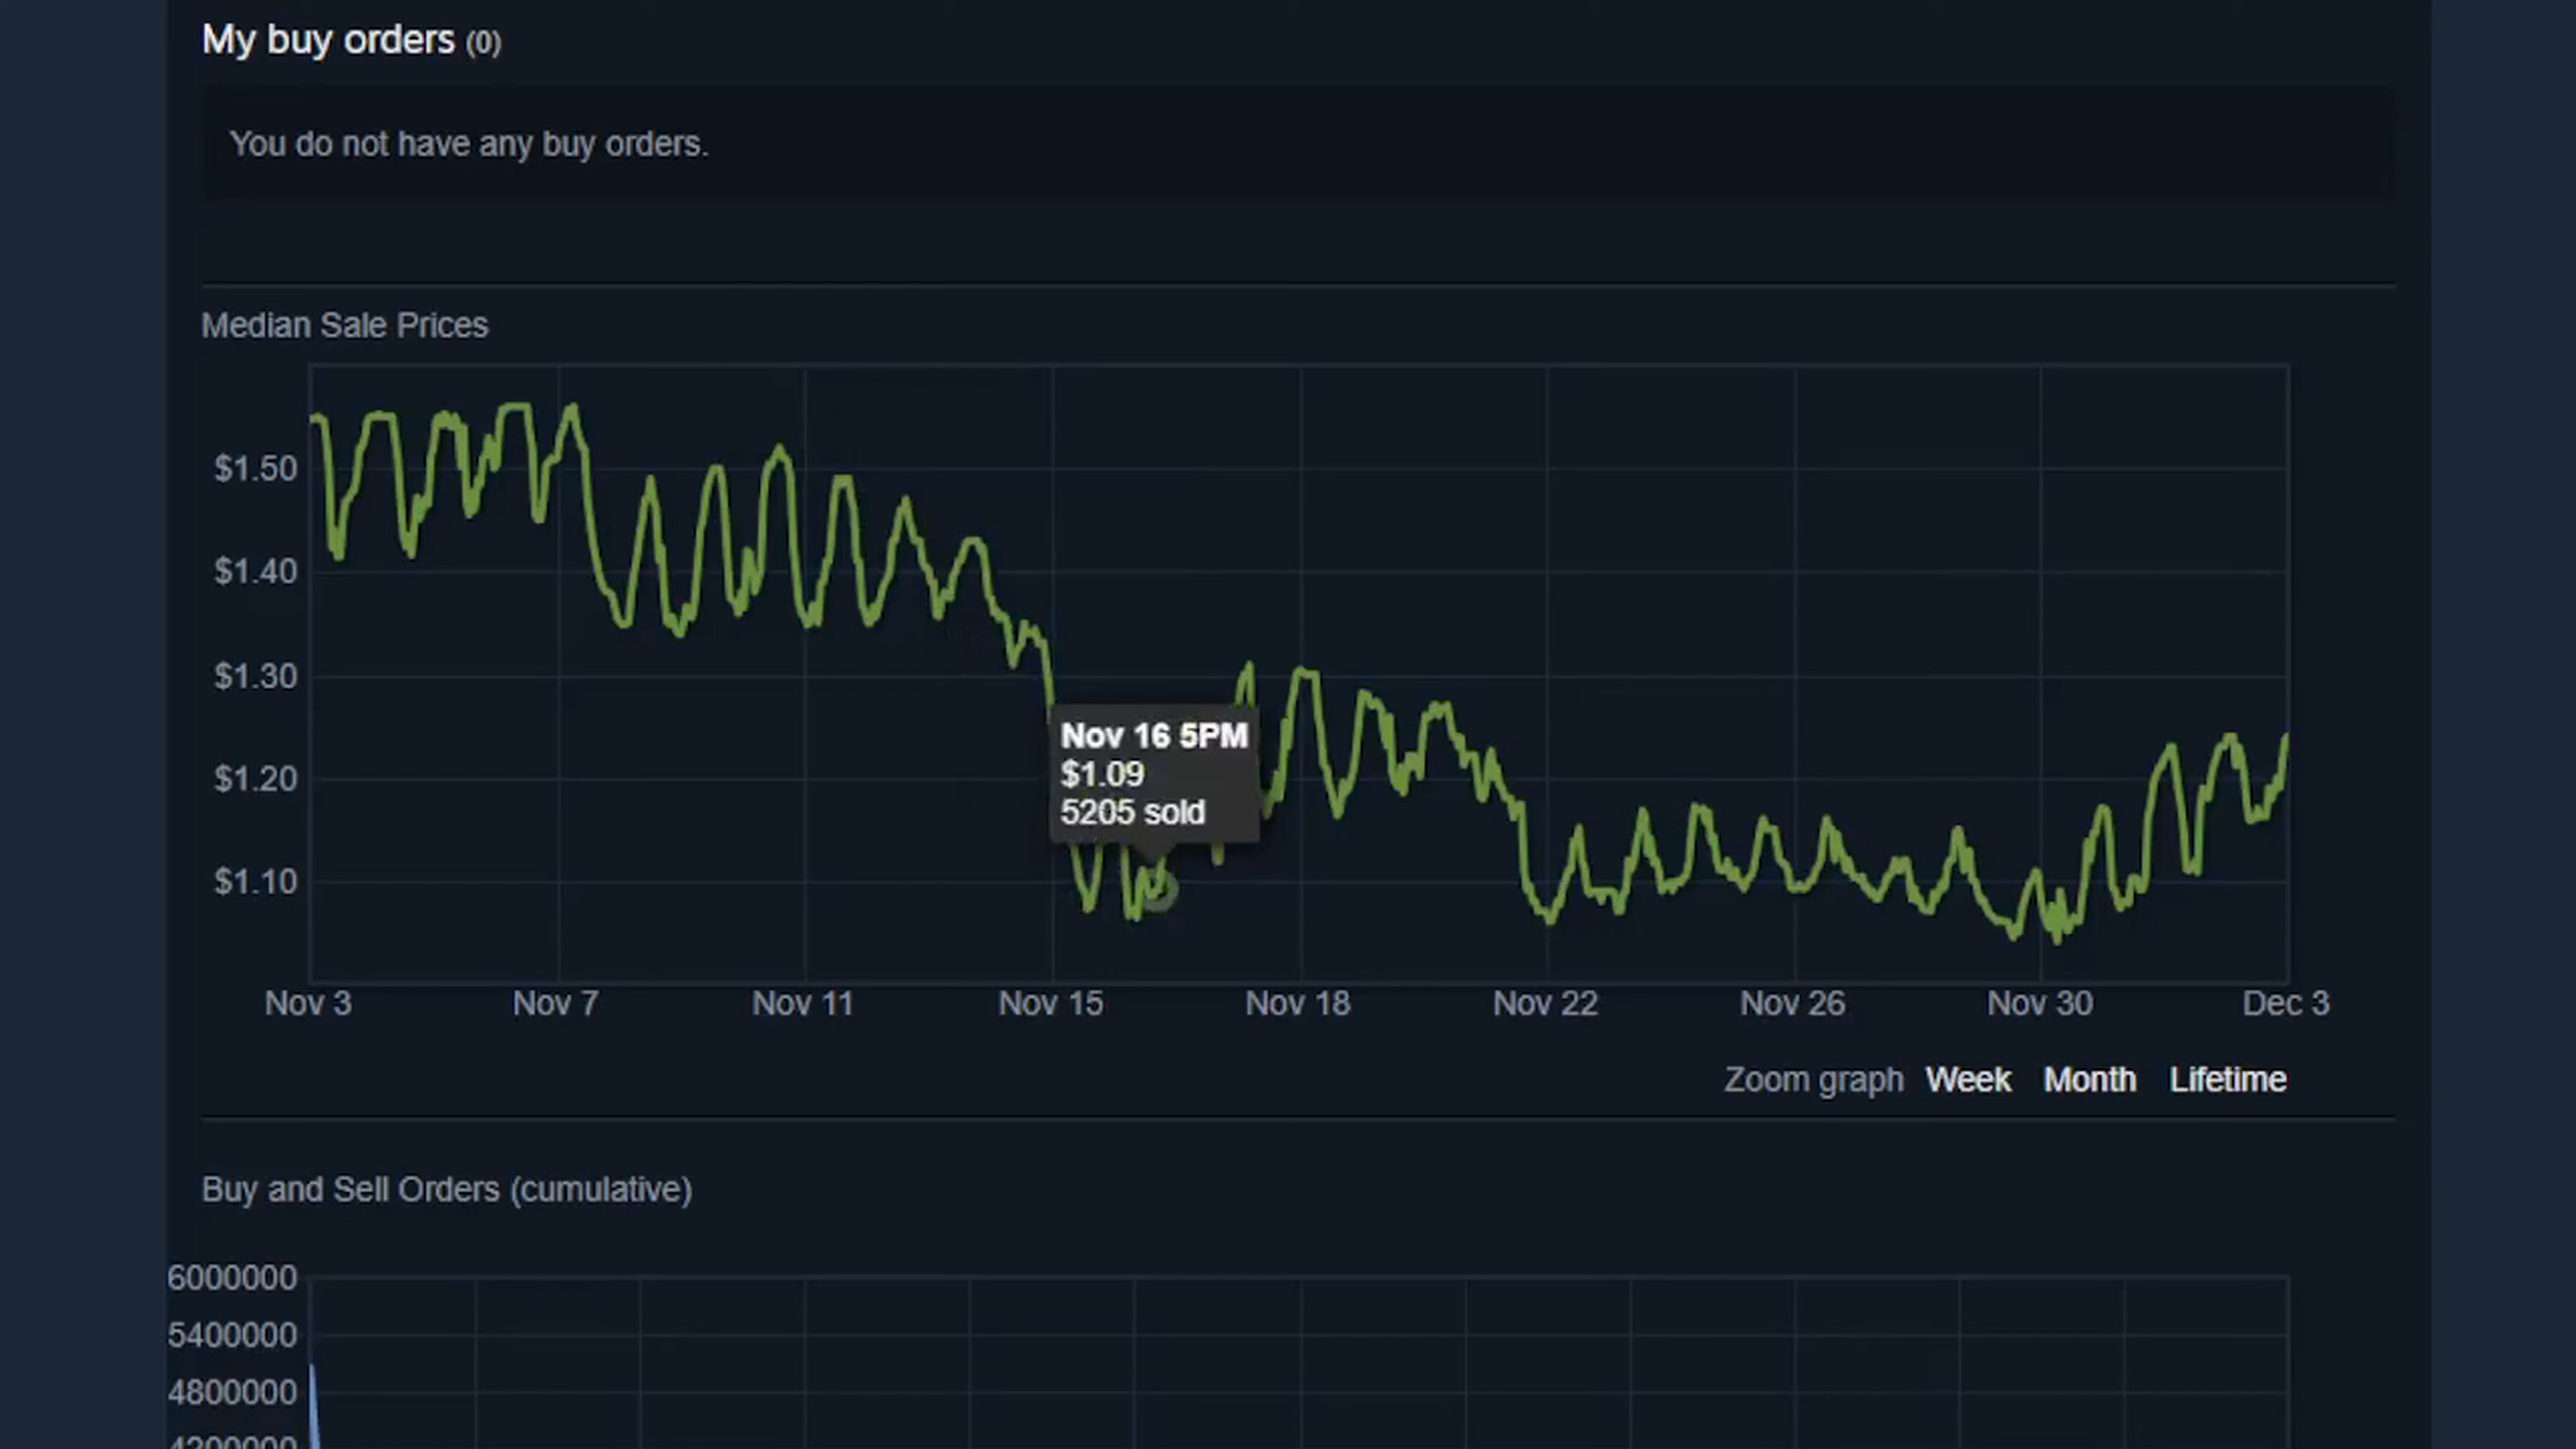 My buy orders (0)
You do not have any buy orders.
Median Sale Prices
$1.50
$1.40
$1.30
$1.20
$1.10
Nov 16 5PM
$1.09
5205 sold
Nov 3 Nov 7 Nov 11 Nov 15 Nov 18 Nov 22 Nov 26 Nov 30 Dec 3
Zoom graph Week Month Lifetime
Buy and Sell Orders (cumulative)
6000000
5400000
4800000
4200000